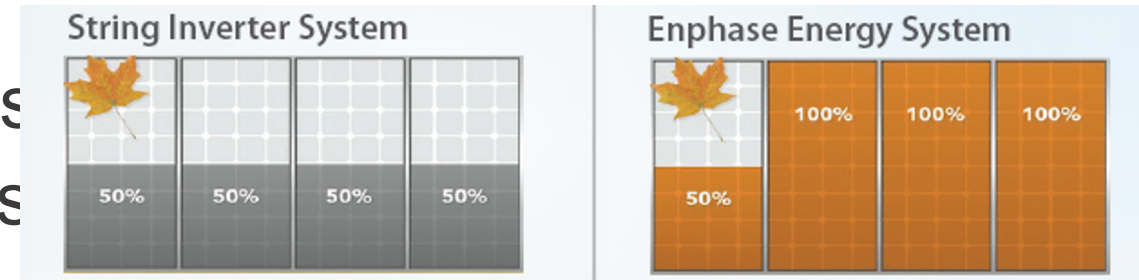 String Inverter System
50% 50% 50% 50%
Enphase Energy System
100% 100% 100%
50%
s
s